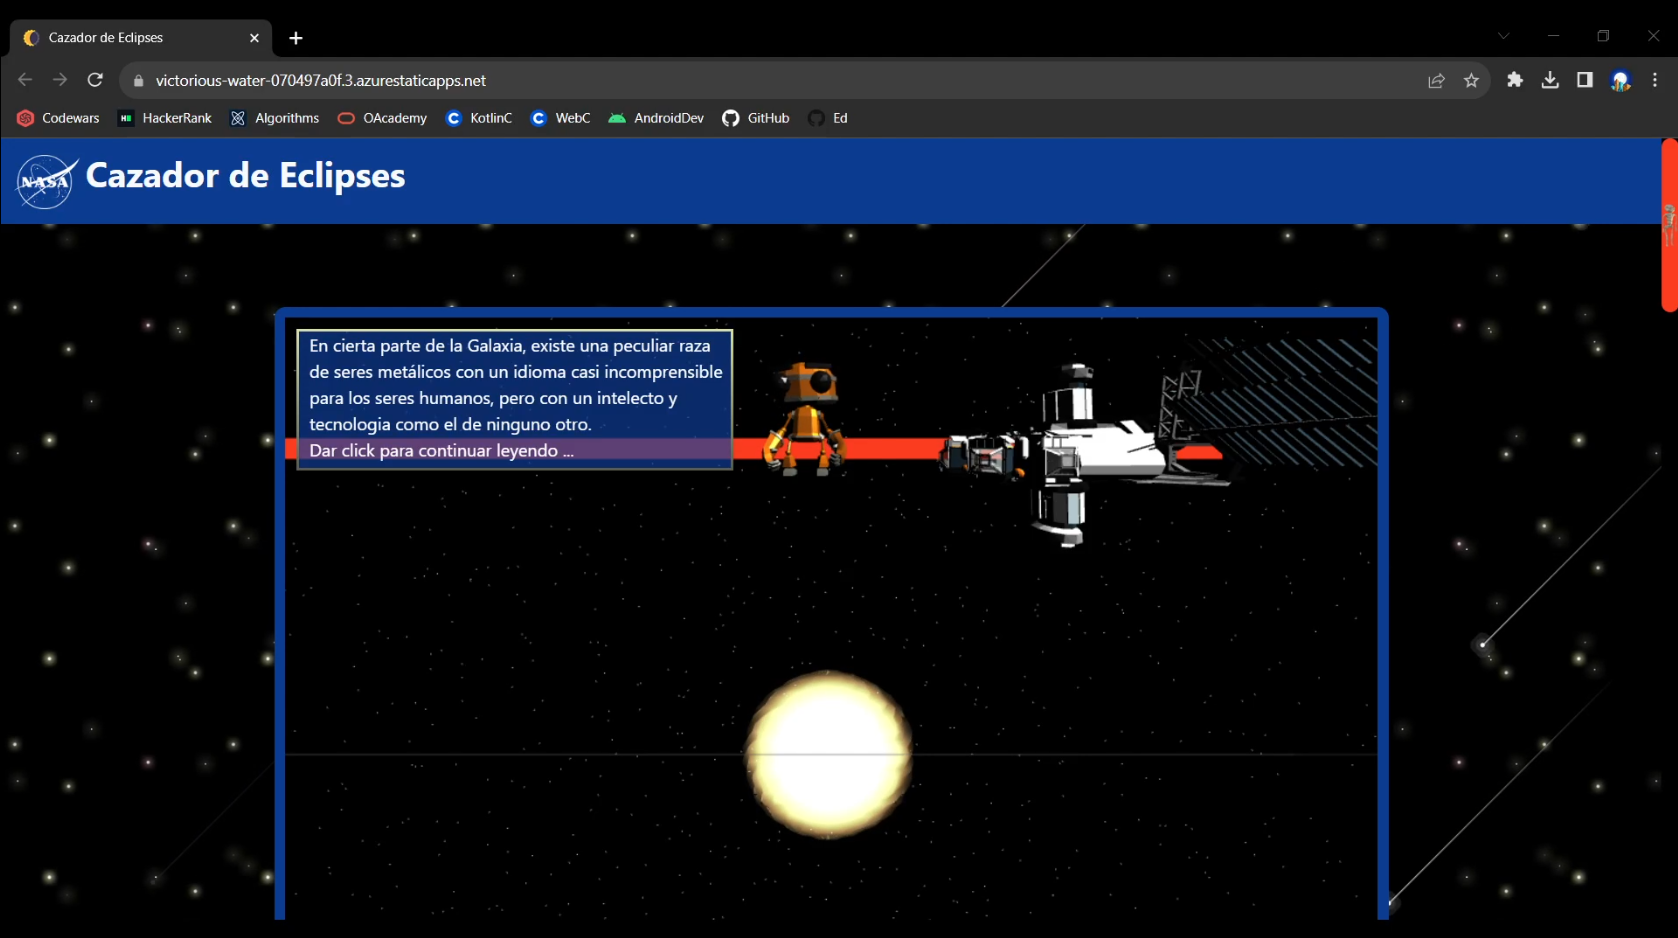 Cazador de Eclipses
victorious-water-070497a0f.3.azurestaticapps.net
Codewars HackerRank Algorithms OAcademy KotlinC WebC AndroidDev GitHub Ed
NASA Cazador de Eclipses
En cierta parte de la Galaxia, existe una peculiar raza
de seres metálicos con un idioma casi incomprensible
para los seres humanos, pero con un intelecto y
tecnologia como el de ninguno otro.
Dar click para continuar leyendo ...